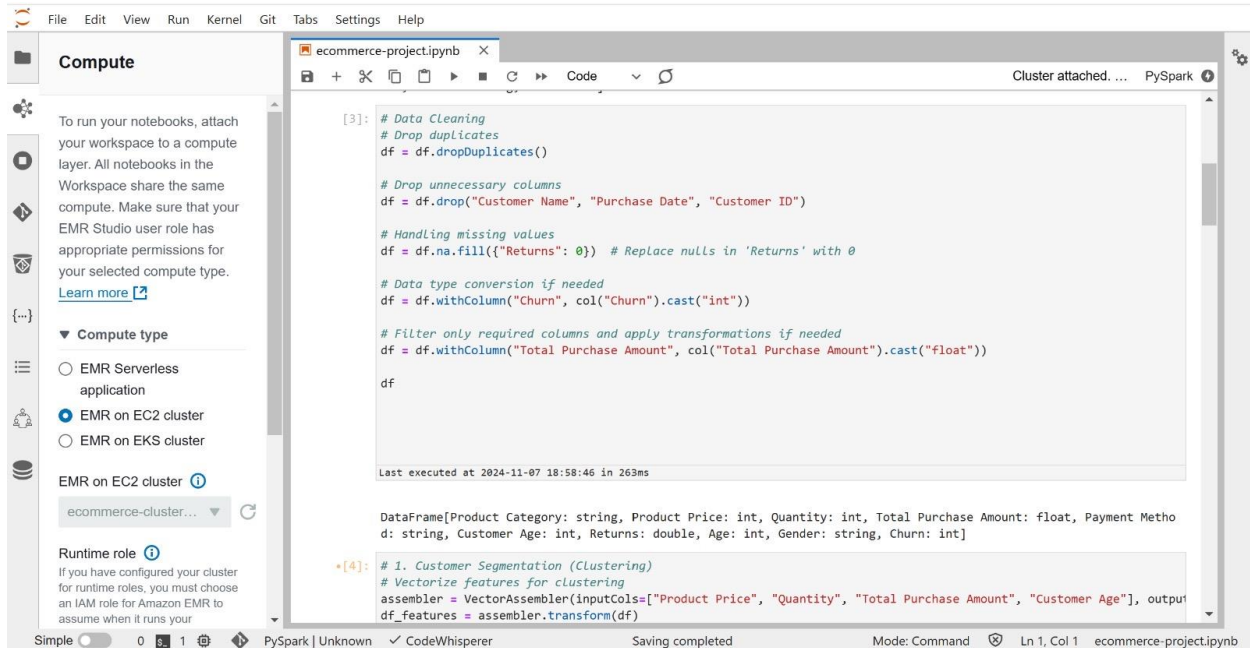 File Edit View Run Kernel Git Tabs Settings Help
Compute
To run your notebooks, attach
your workspace to a compute
layer. All notebooks in the
Workspace share the same
compute. Make sure that your
EMR Studio user role has
appropriate permissions for
your selected compute type.
Learn more
Compute type
EMR Serverless
application
EMR on EC2 cluster
EMR on EKS cluster
EMR on EC2 cluster
ecommerce-cluster...
Runtime role
If you have configured your cluster
for runtime roles, you must choose
an IAM role for Amazon EMR to
assume when it runs your
ecommerce-project.ipynb
Code
Cluster attached. ... PySpark
[3]: # Data Cleaning
# Drop duplicates
df = df.dropDuplicates()
# Drop unnecessary columns
df = df.drop("Customer Name", "Purchase Date", "Customer ID")
# Handling missing values
df = df.na.fill({"Returns": 0})  # Replace nulls in 'Returns' with 0
# Data type conversion if needed
df = df.withColumn("Churn", col("Churn").cast("int"))
# Filter only required columns and apply transformations if needed
df = df.withColumn("Total Purchase Amount", col("Total Purchase Amount").cast("float"))
df
Last executed at 2024-11-07 18:58:46 in 263ms
DataFrame[Product Category: string, Product Price: int, Quantity: int, Total Purchase Amount: float, Payment Metho
d: string, Customer Age: int, Returns: double, Age: int, Gender: string, Churn: int]
•[4]: # 1. Customer Segmentation (Clustering)
# Vectorize features for clustering
assembler = VectorAssembler(inputCols=["Product Price", "Quantity", "Total Purchase Amount", "Customer Age"], output
df_features = assembler.transform(df)
Simple 0 1 PySpark | Unknown ✓ CodeWhisperer Saving completed Mode: Command Ln 1, Col 1 ecommerce-project.ipynb